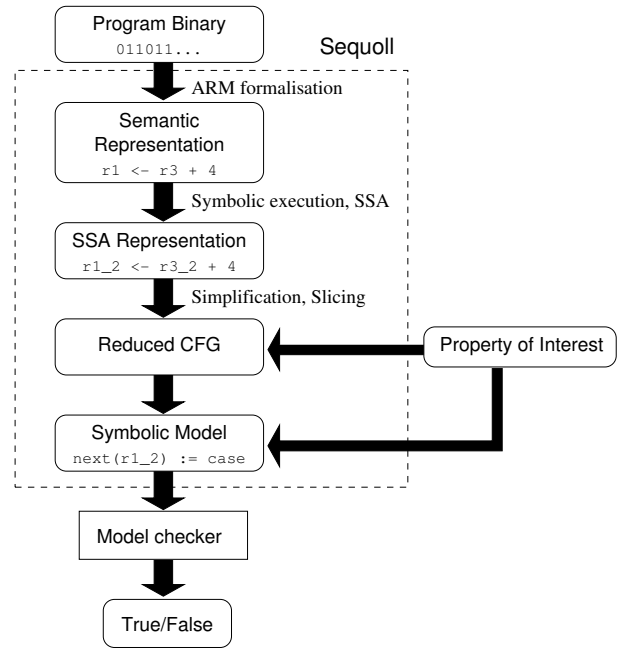 Program Binary
011011...
Sequoll
ARM formalisation
Semantic
Representation
r1 <- r3 + 4
Symbolic execution, SSA
SSA Representation
r1_2 <- r3_2 + 4
Simplification, Slicing
Reduced CFG
Property of Interest
Symbolic Model
next(r1_2) := case
Model checker
True/False